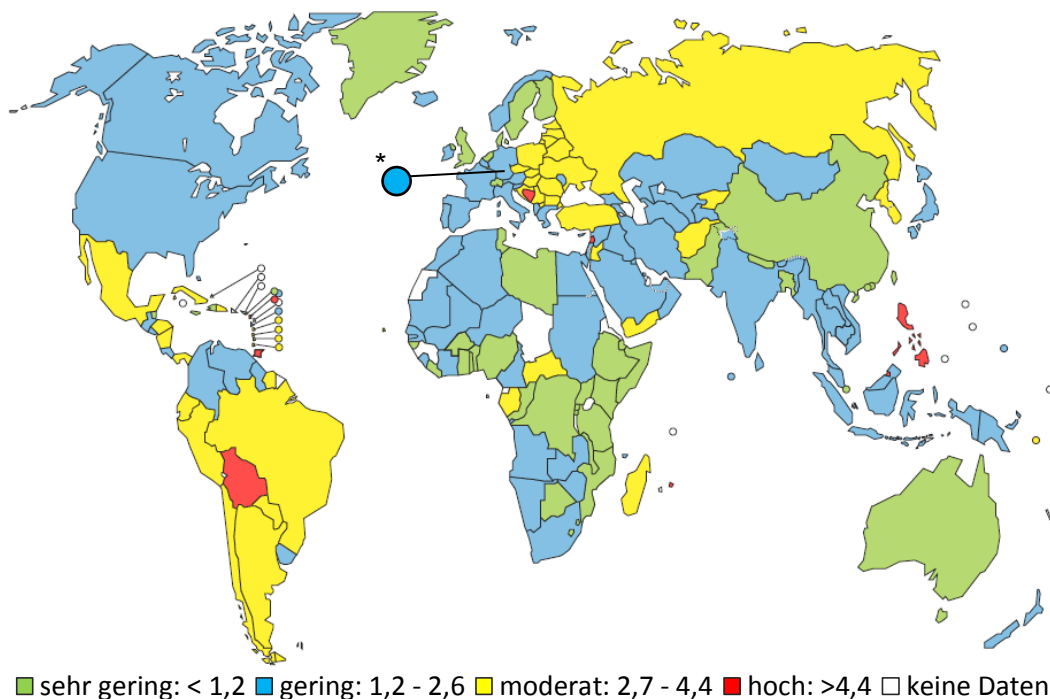 *
sehr gering: < 1,2 gering: 1,2 - 2,6 moderat: 2,7 - 4,4 hoch: >4,4 keine Daten